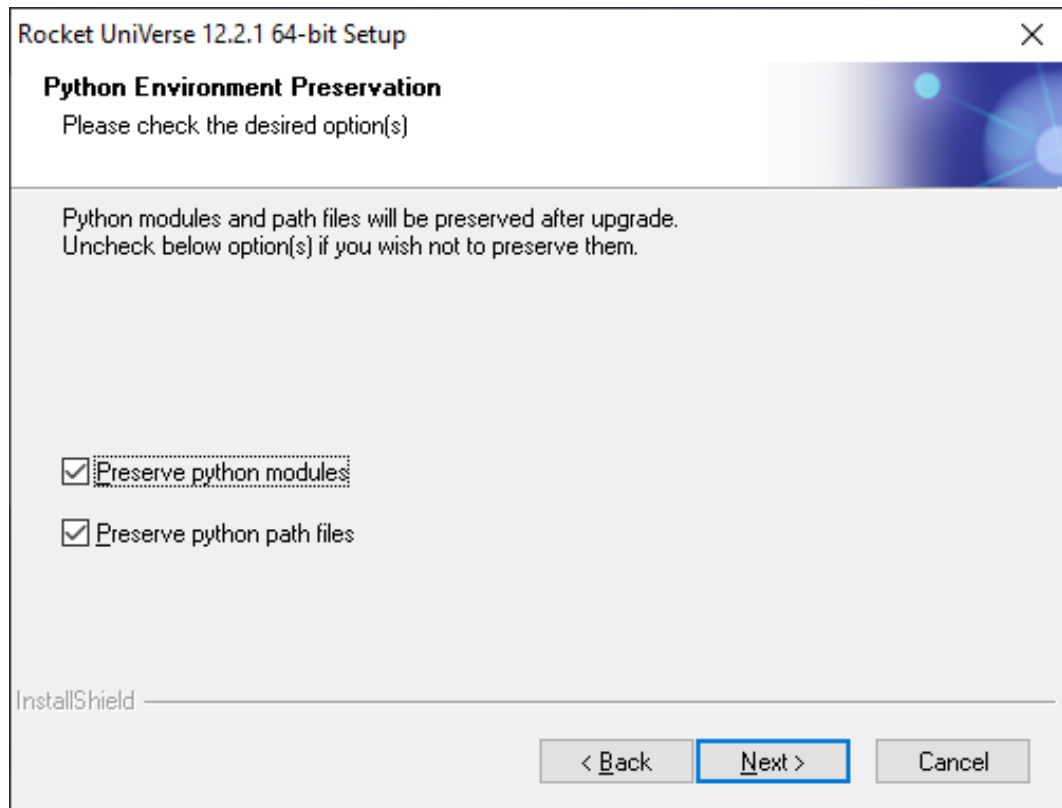 Rocket UniVerse 12.2.1 64-bit Setup
Python Environment Preservation
Please check the desired option(s)
Python modules and path files will be preserved after upgrade.
Uncheck below option(s) if you wish not to preserve them.
Preserve python modules
Preserve python path files
InstallShield
< Back
Next >
Cancel